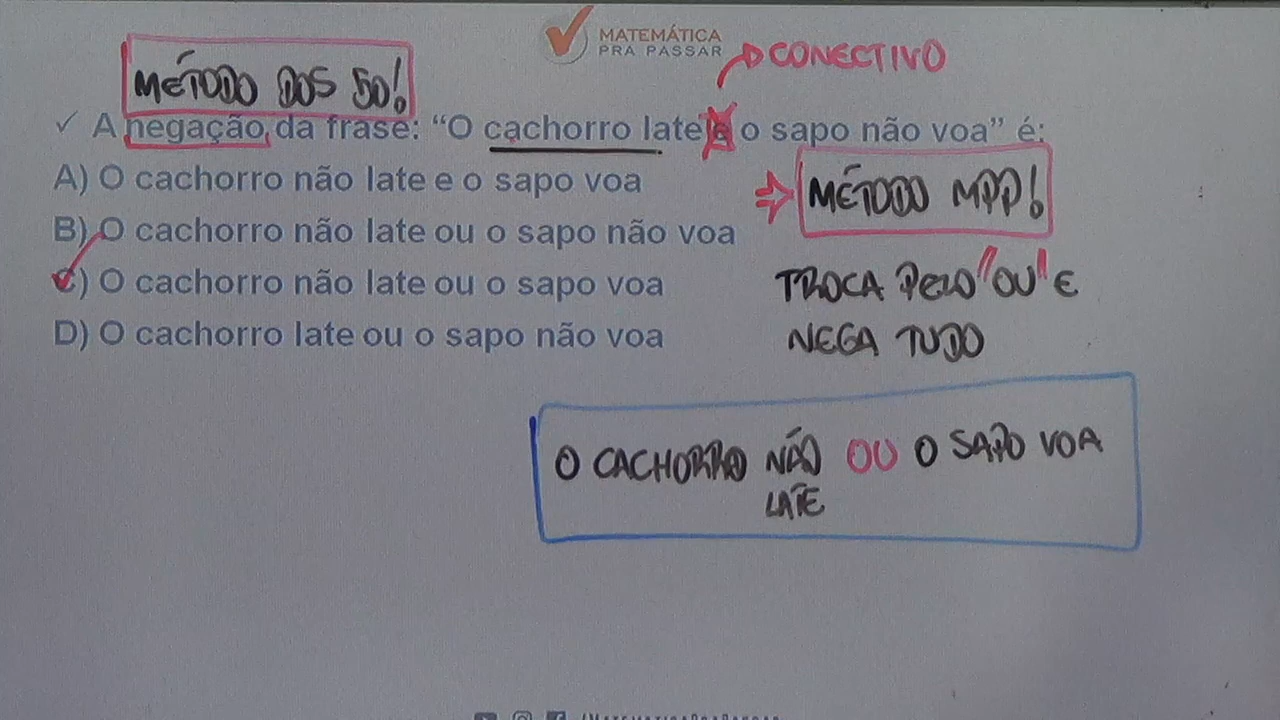 MATEMÁTICA
PRA PASSAR
CONECTIVO
MÉTODO DOS 50!
✓ A negação da frase: “O cachorro late e o sapo não voa” é:
A) O cachorro não late e o sapo voa
MÉTODO MPP!
B) O cachorro não late ou o sapo não voa
C) O cachorro não late ou o sapo voa
TROCA PELO "OU" E
D) O cachorro late ou o sapo não voa
NEGA TUDO
O CACHORRO NÃO OU O SAPO VOA
LATE